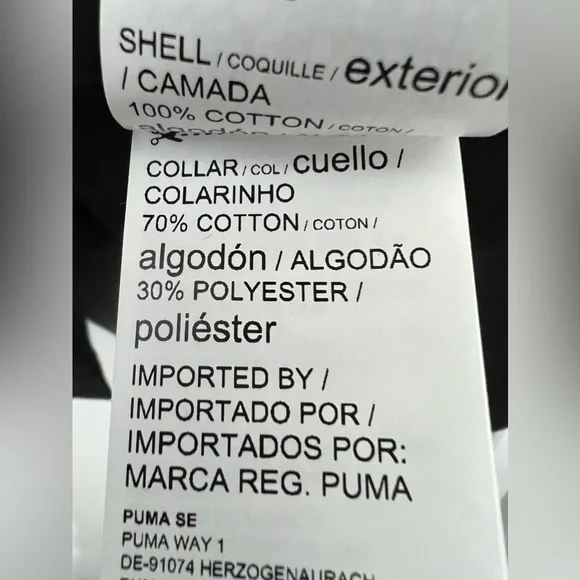 SHELL / COQUILLE / exterior
/ CAMADA
100% COTTON / COTON /
algodón
COLLAR / COL / cuello /
COLARINHO
70% COTTON / COTON /
algodón / ALGODÃO
30% POLYESTER /
poliéster
IMPORTED BY /
IMPORTADO POR /
IMPORTADOS POR:
MARCA REG. PUMA
PUMA SE
PUMA WAY 1
DE-91074 HERZOGENAURACH